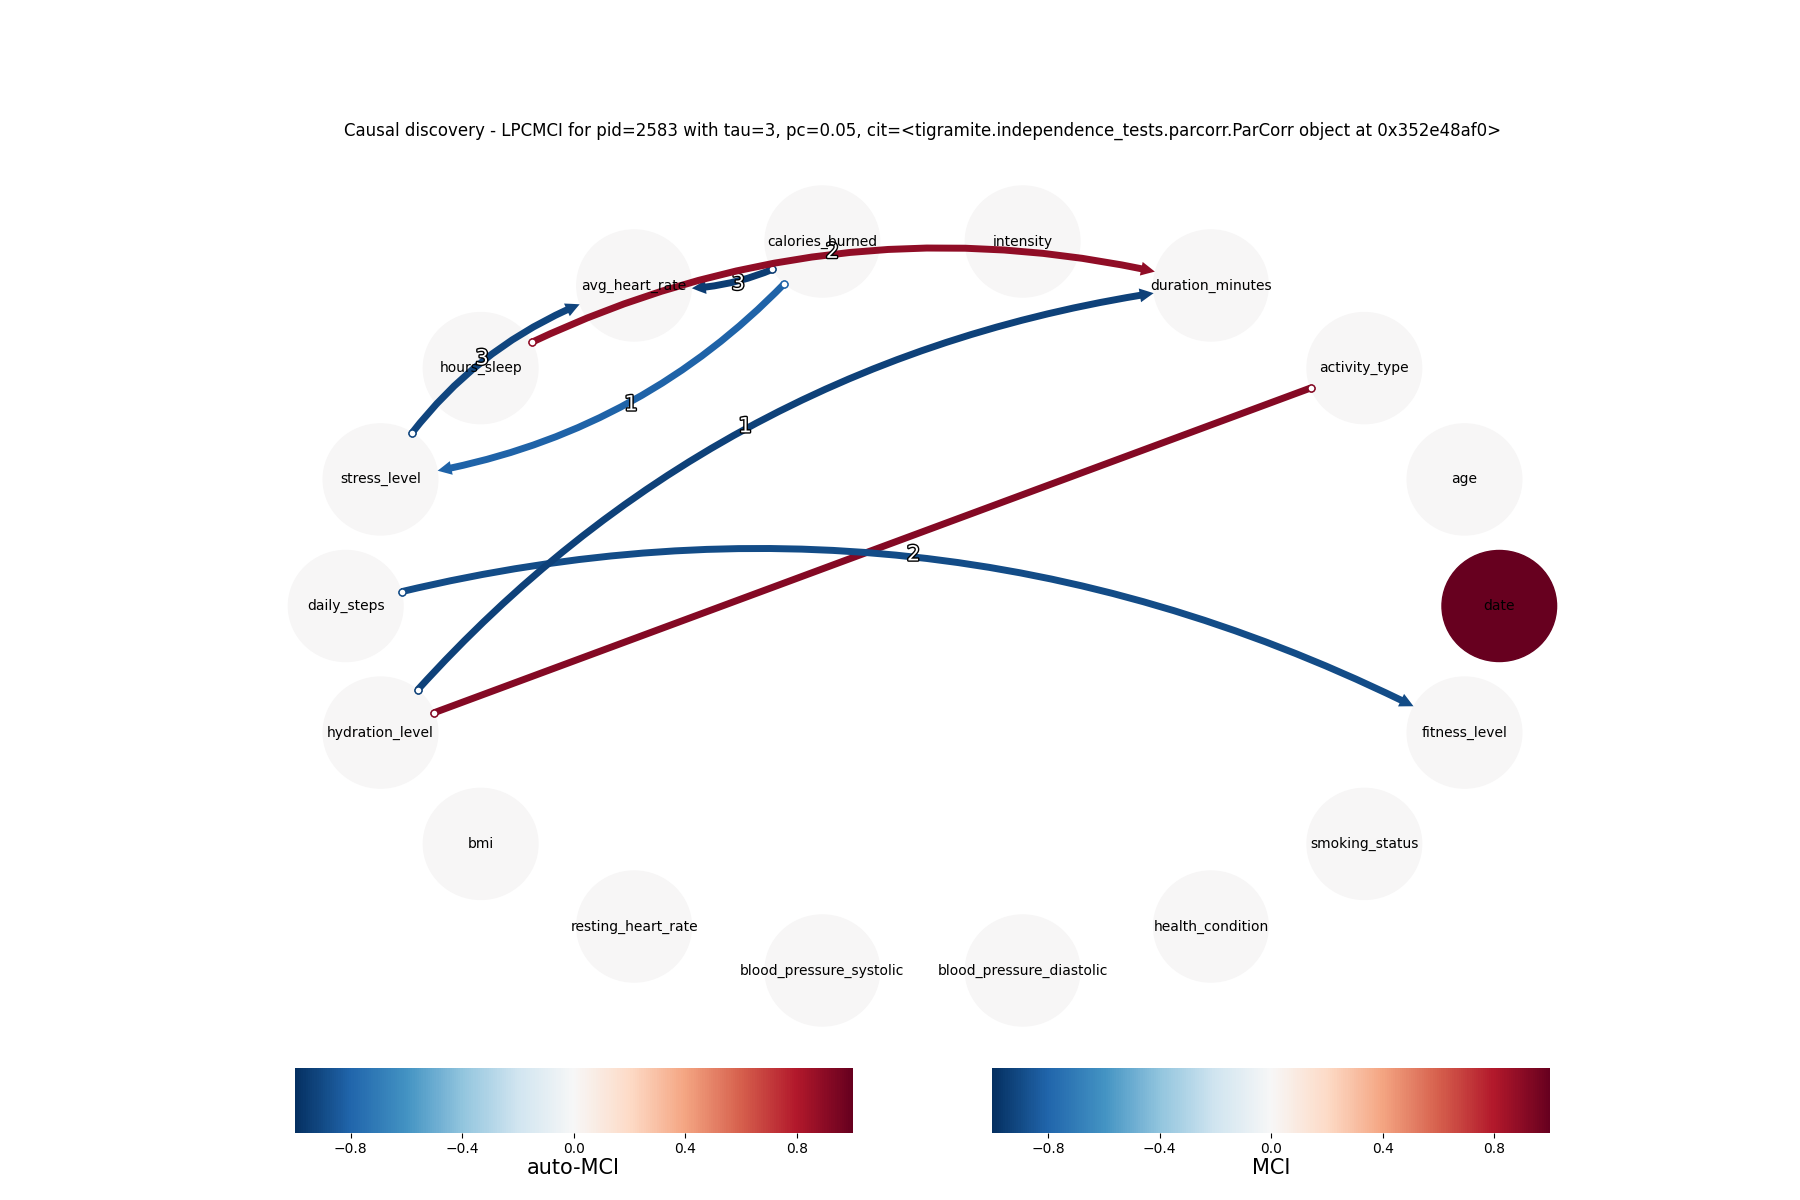 Causal discovery - LPCMCI for pid=2583 with tau=3, pc=0.05, cit=<tigramite.independence_tests.parcorr.ParCorr object at 0x352e48af0>
calories_burned
intensity
2
avg_heart_rate
3
duration_minutes
3
hours_sleep
activity_type
1
1
stress_level
age
2
daily_steps
date
hydration_level
fitness_level
bmi
smoking_status
resting_heart_rate
health_condition
blood_pressure_systolic
blood_pressure_diastolic
−0.8 −0.4 0.0 0.4 0.8
auto-MCI
−0.8 −0.4 0.0 0.4 0.8
MCI